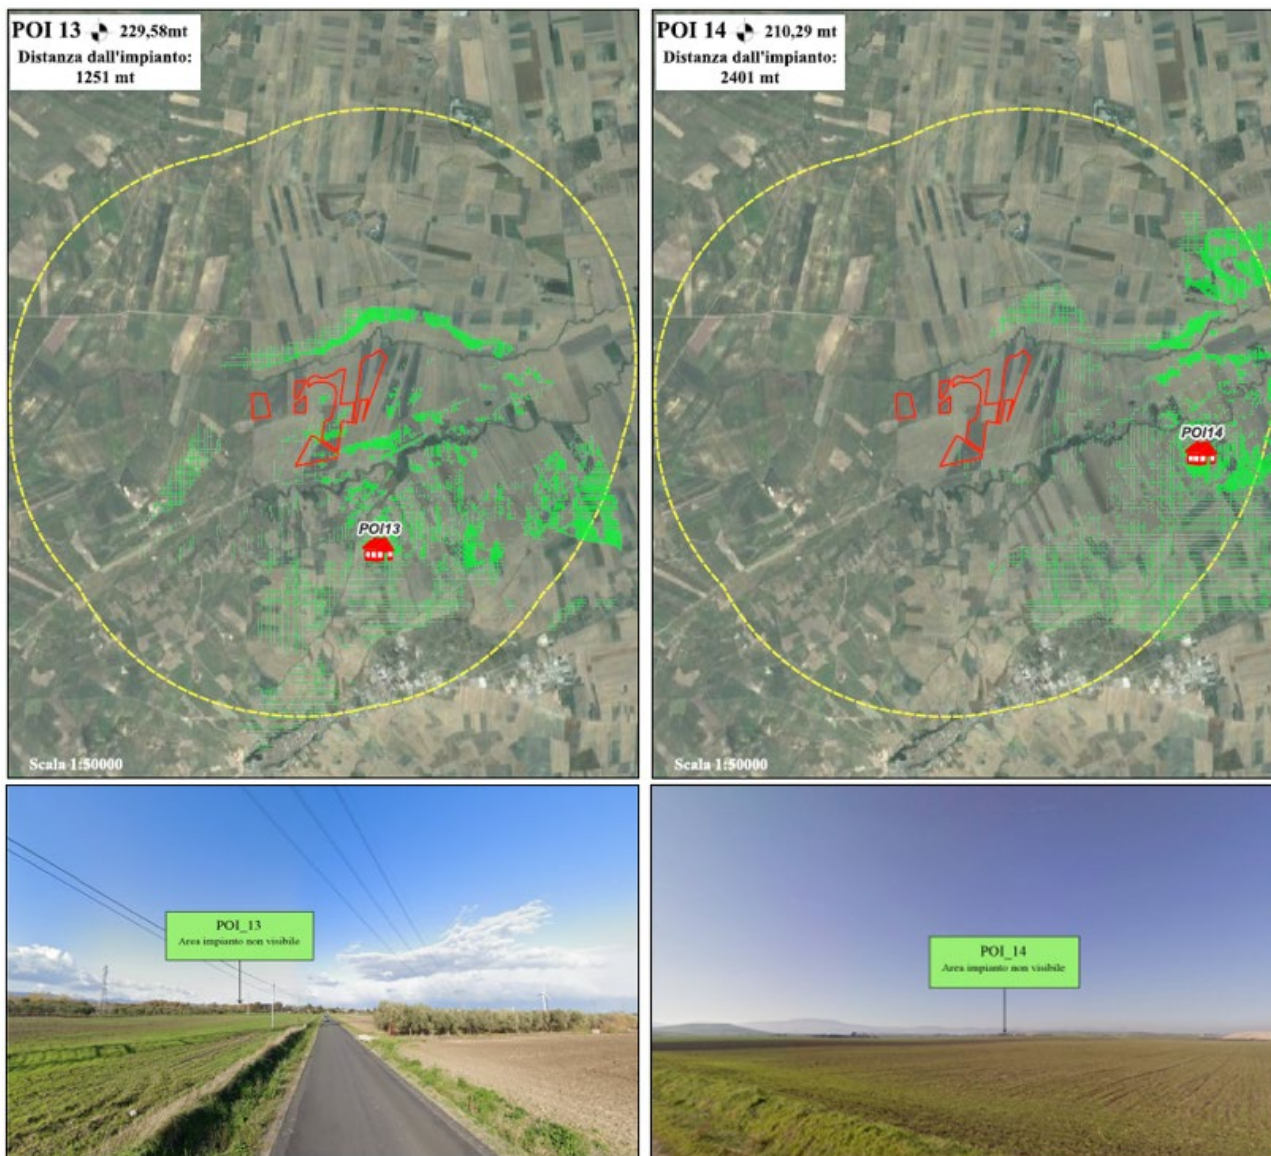 POI 13 229,58mt
Distanza dall'impianto:
1251 mt
POI13
Scala 1:50000
POI 14 210,29 mt
Distanza dall'impianto:
2401 mt
POI14
Scala 1:50000
POI_13
Area impianto non visibile
POI_14
Area impianto non visibile